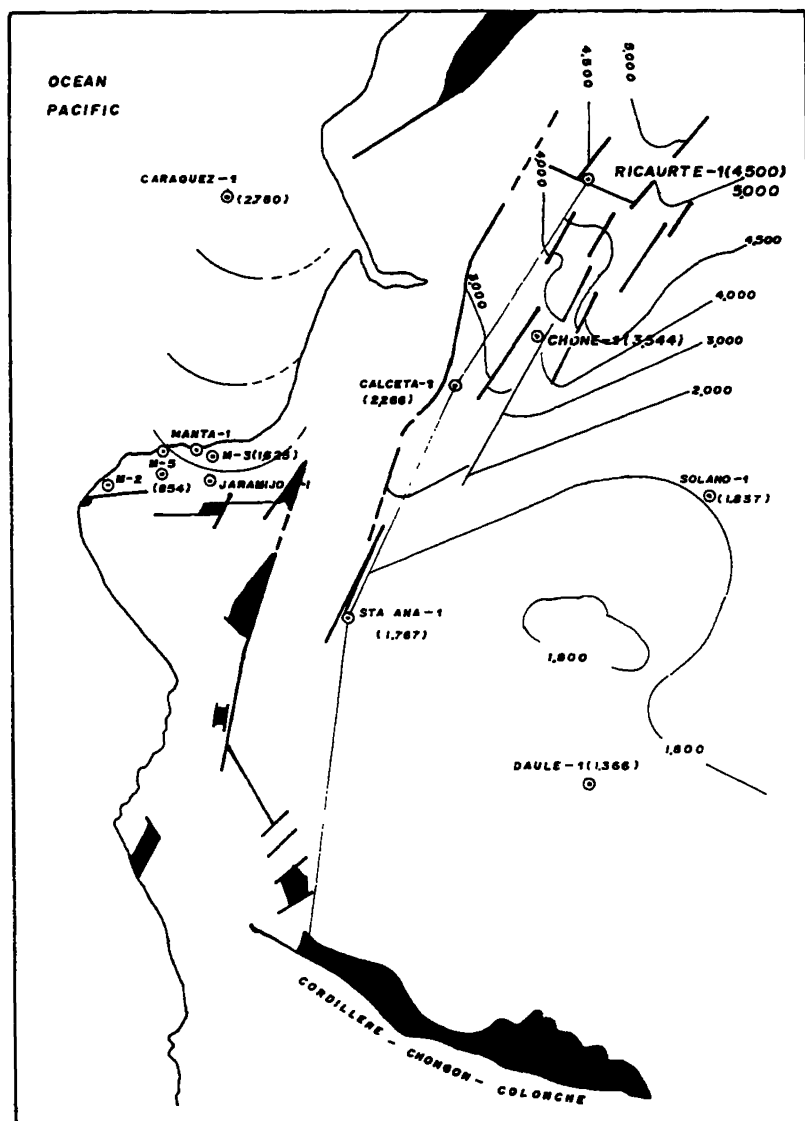 OCEAN
PACIFIC
4,500
5,000
CARAQUEZ-1
(2,780)
4,000
RICAURTE-1(4,500)
5,000
4,500
3,000
4,000
CHONE-1(3,544)
3,000
CALCETA-1
(2,266)
2,000
MANTA-1
M-3(1,625)
M-5
M-2
(854)
JARAMIJO-1
SOLANO-1
(1,837)
STA ANA-1
(1,767)
1,800
1,800
DAULE-1(1,366)
CORDILLERE - CHONGON - COLONCHE